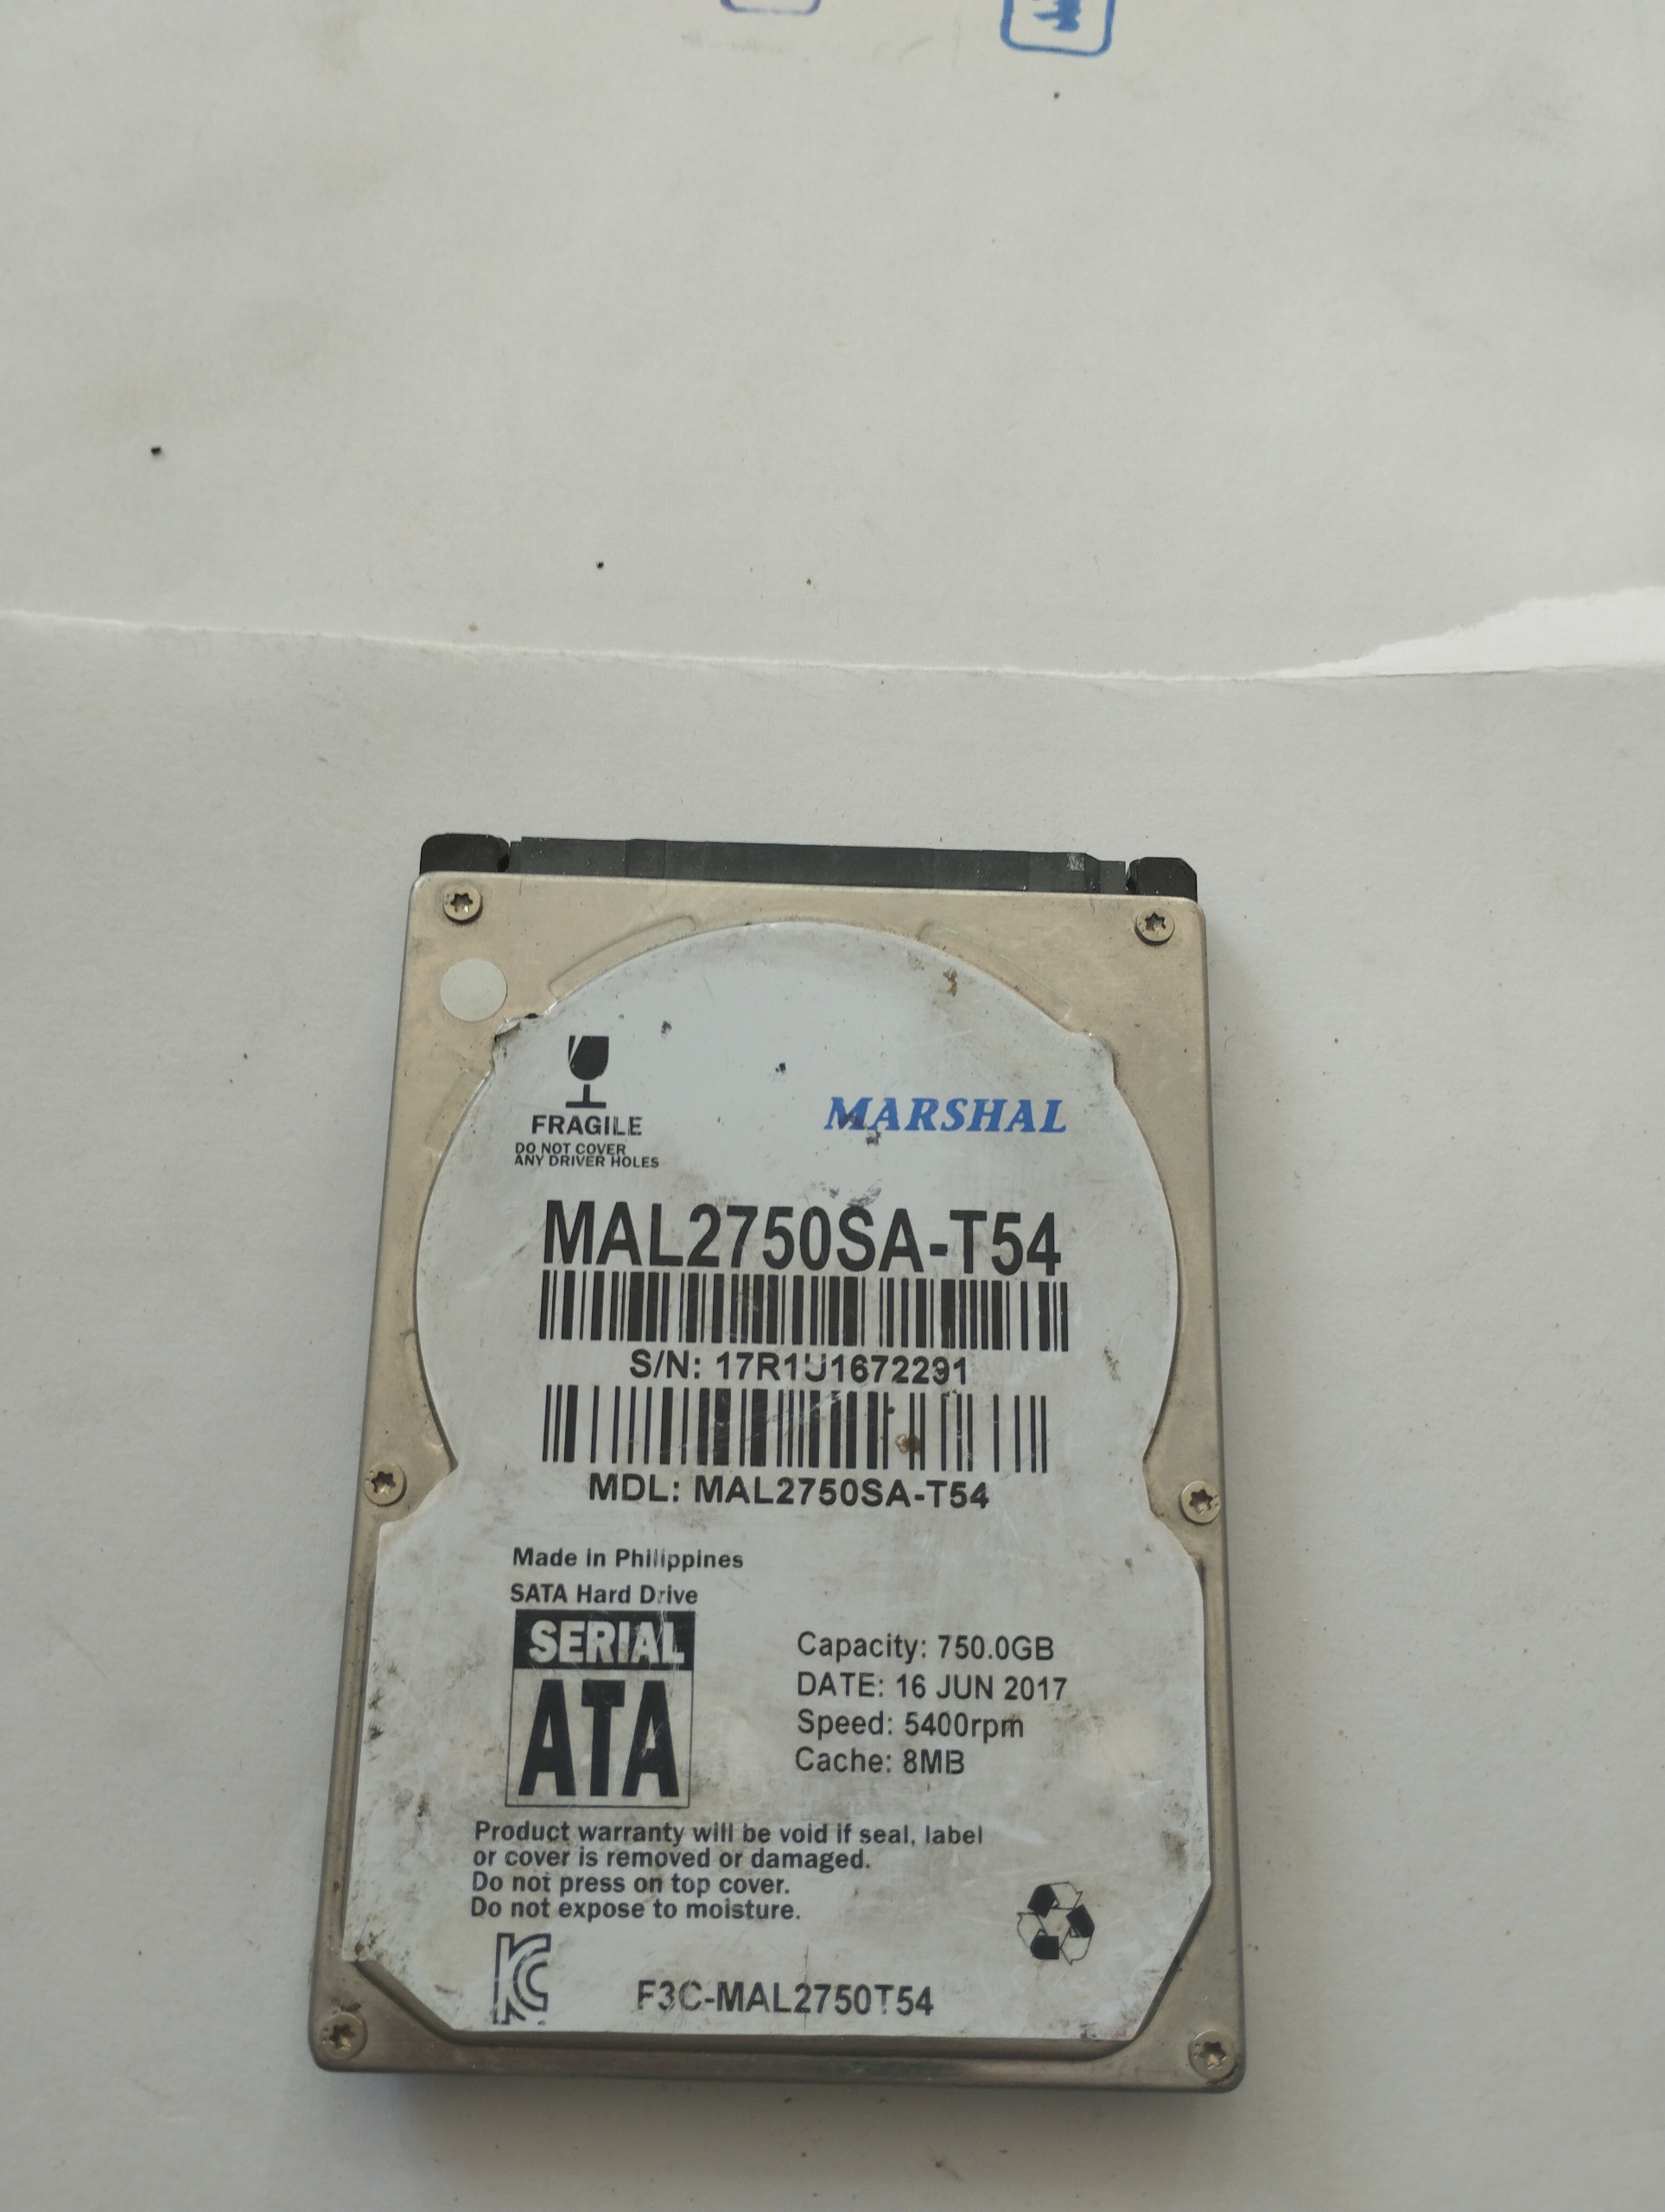 FRAGILE
DO NOT COVER
ANY DRIVER HOLES
MARSHAL
MAL2750SA-T54
S/N: 17R1U1672291
MDL: MAL2750SA-T54
Made in Philippines
SATA Hard Drive
SERIAL
ATA
Capacity: 750.0GB
DATE: 16 JUN 2017
Speed: 5400rpm
Cache: 8MB
Product warranty will be void if seal, label
or cover is removed or damaged.
Do not press on top cover.
Do not expose to moisture.
F3C-MAL2750T54